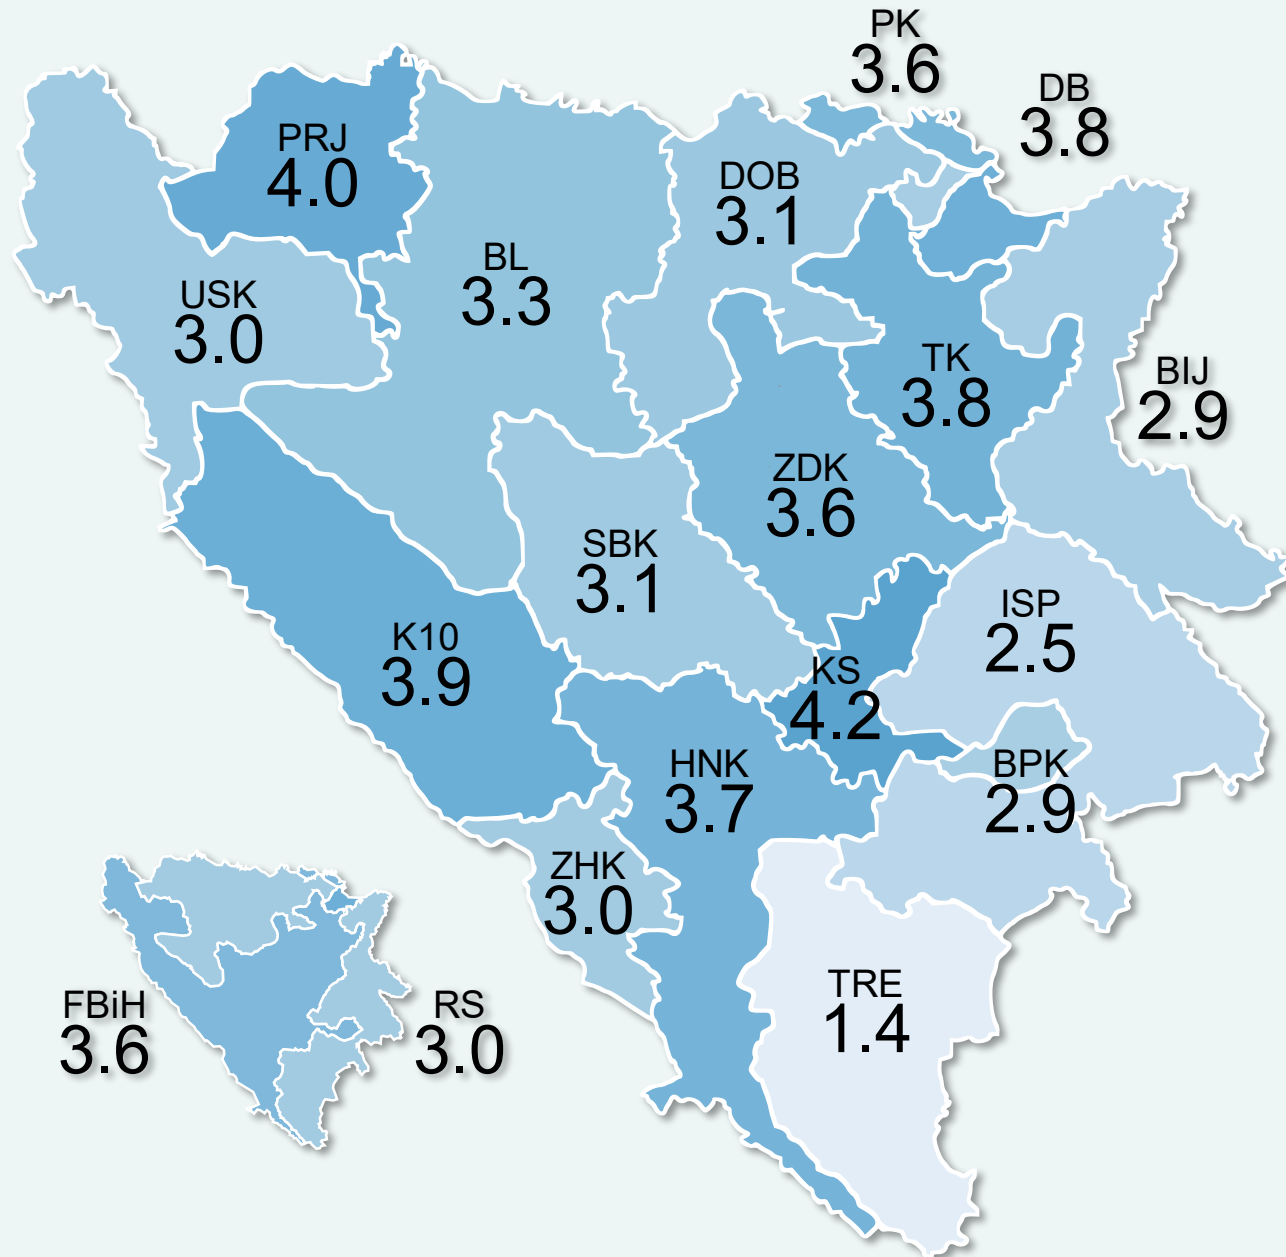 PK
3.6
DB
3.8
PRJ
4.0
DOB
3.1
BL
3.3
USK
3.0
TK
3.8
BIJ
2.9
ZDK
3.6
SBK
3.1
ISP
2.5
K10
3.9
KS
4.2
HNK
3.7
BPK
2.9
ZHK
3.0
TRE
1.4
FBiH
3.6
RS
3.0